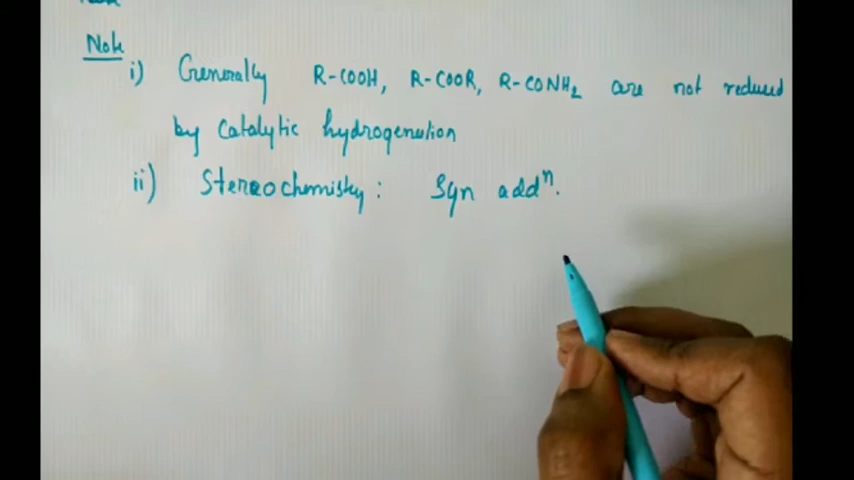 Note
i) Generally R-COOH, R-COOR, R-CONH₂ are not reduced
by catalytic hydrogenation
ii) Stereochemistry: Syn addⁿ.